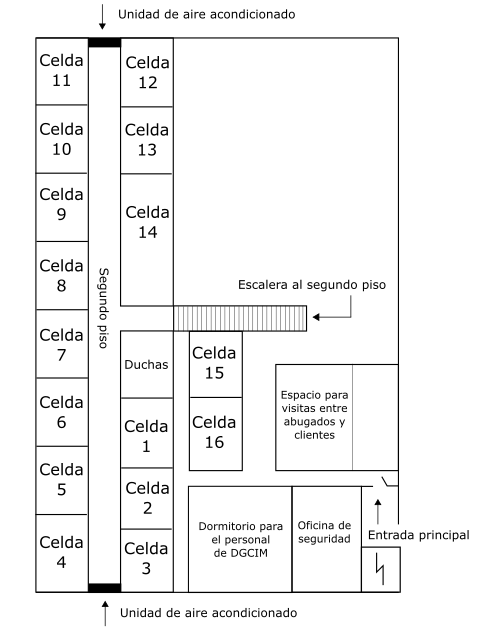 Unidad de aire acondicionado
Celda
11
Celda
12
Celda
10
Celda
13
Celda
9
Celda
14
Celda
8
Segundo piso
Escalera al segundo piso
Celda
7
Duchas
Celda
15
Celda
6
Celda
1
Celda
16
Espacio para
visitas entre
abugados y
clientes
Celda
5
Celda
2
Celda
4
Celda
3
Dormitorio para
el personal
de DGCIM
Oficina de
seguridad
Entrada principal
Unidad de aire acondicionado